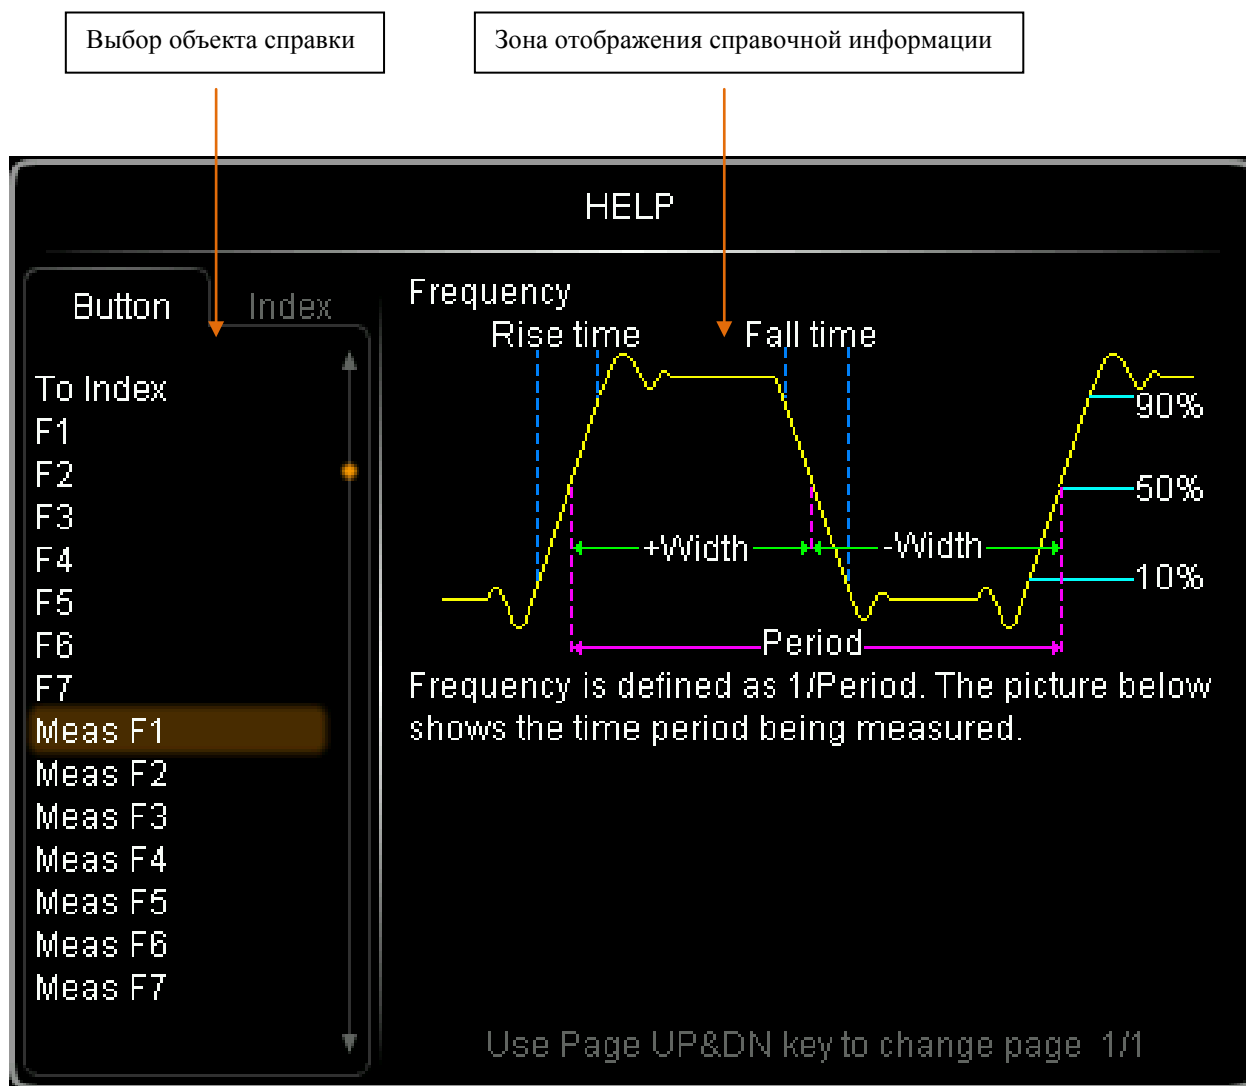 Выбор объекта справки
Зона отображения справочной информации
HELP
Button
Index
To Index
F1
F2
F3
F4
F5
F6
F7
Meas F1
Meas F2
Meas F3
Meas F4
Meas F5
Meas F6
Meas F7
Frequency
Rise time
Fall time
90%
50%
+Width
-Width
10%
Period
Frequency is defined as 1/Period. The picture below
shows the time period being measured.
Use Page UP&DN key to change page 1/1